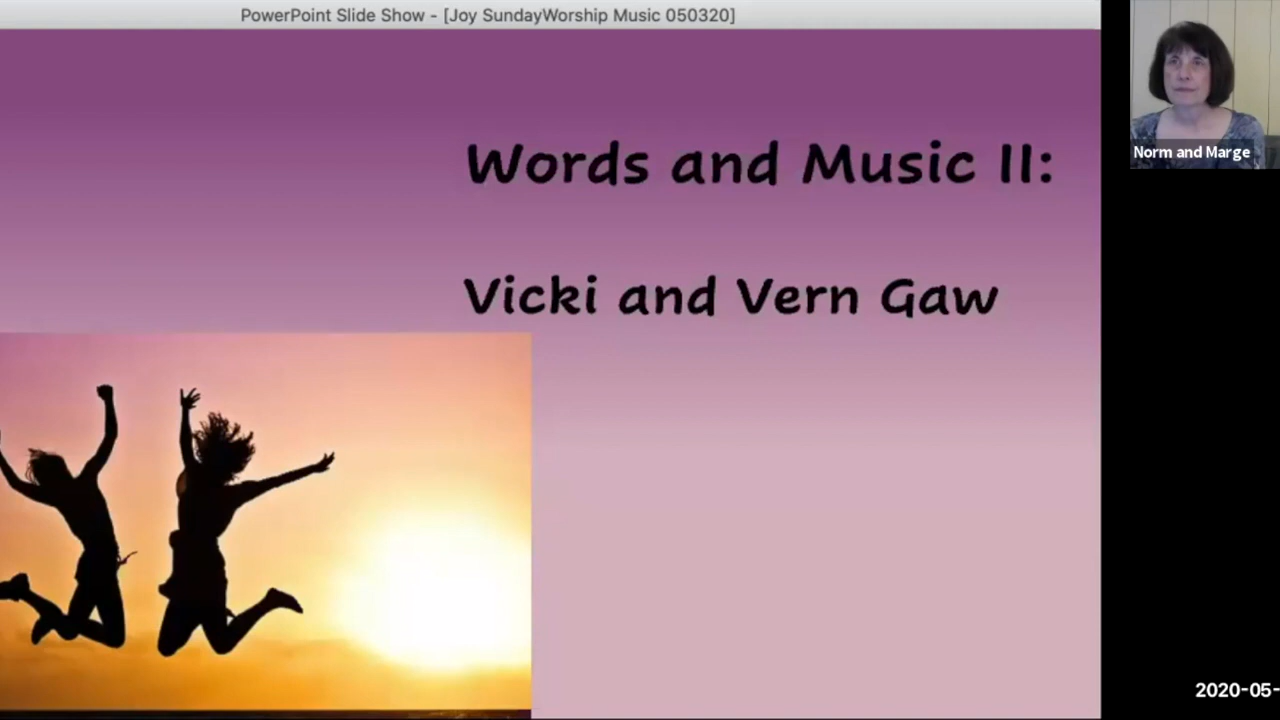 PowerPoint Slide Show - [Joy SundayWorship Music 050320]
Words and Music II:
Vicki and Vern Gaw
Norm and Marge
2020-05-